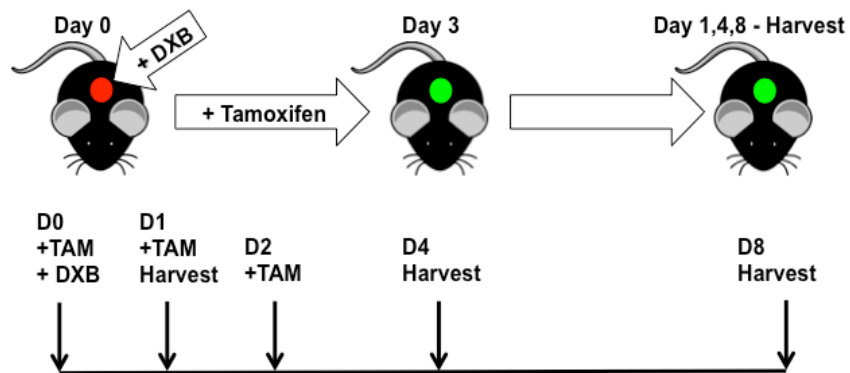 Day 0
Day 3
Day 1,4,8 - Harvest
+ DXB
+ Tamoxifen
D0
+TAM
+ DXB
D1
+TAM
Harvest
D2
+TAM
D4
Harvest
D8
Harvest